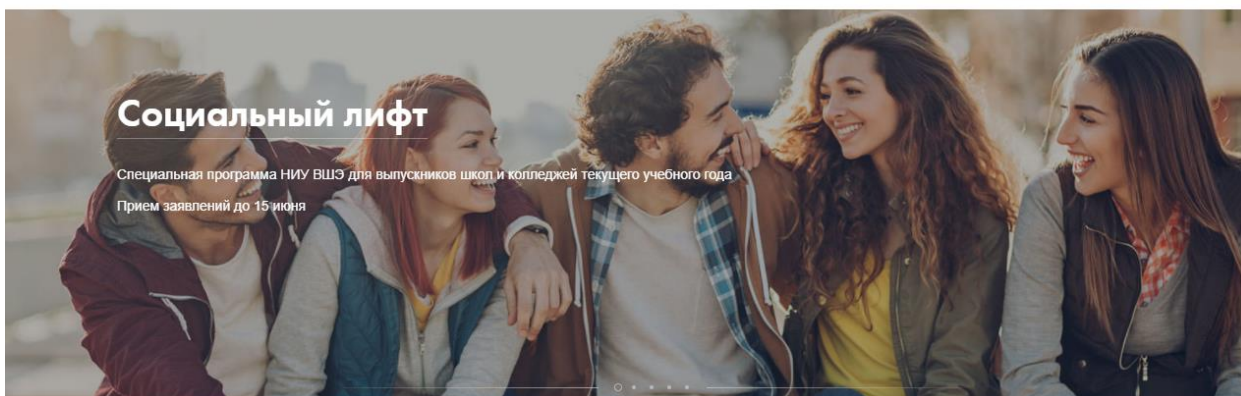 Социальный лифт
Специальная программа НИУ ВШЭ для выпускников школ и колледжей текущего учебного года
Прием заявлений до 15 июня